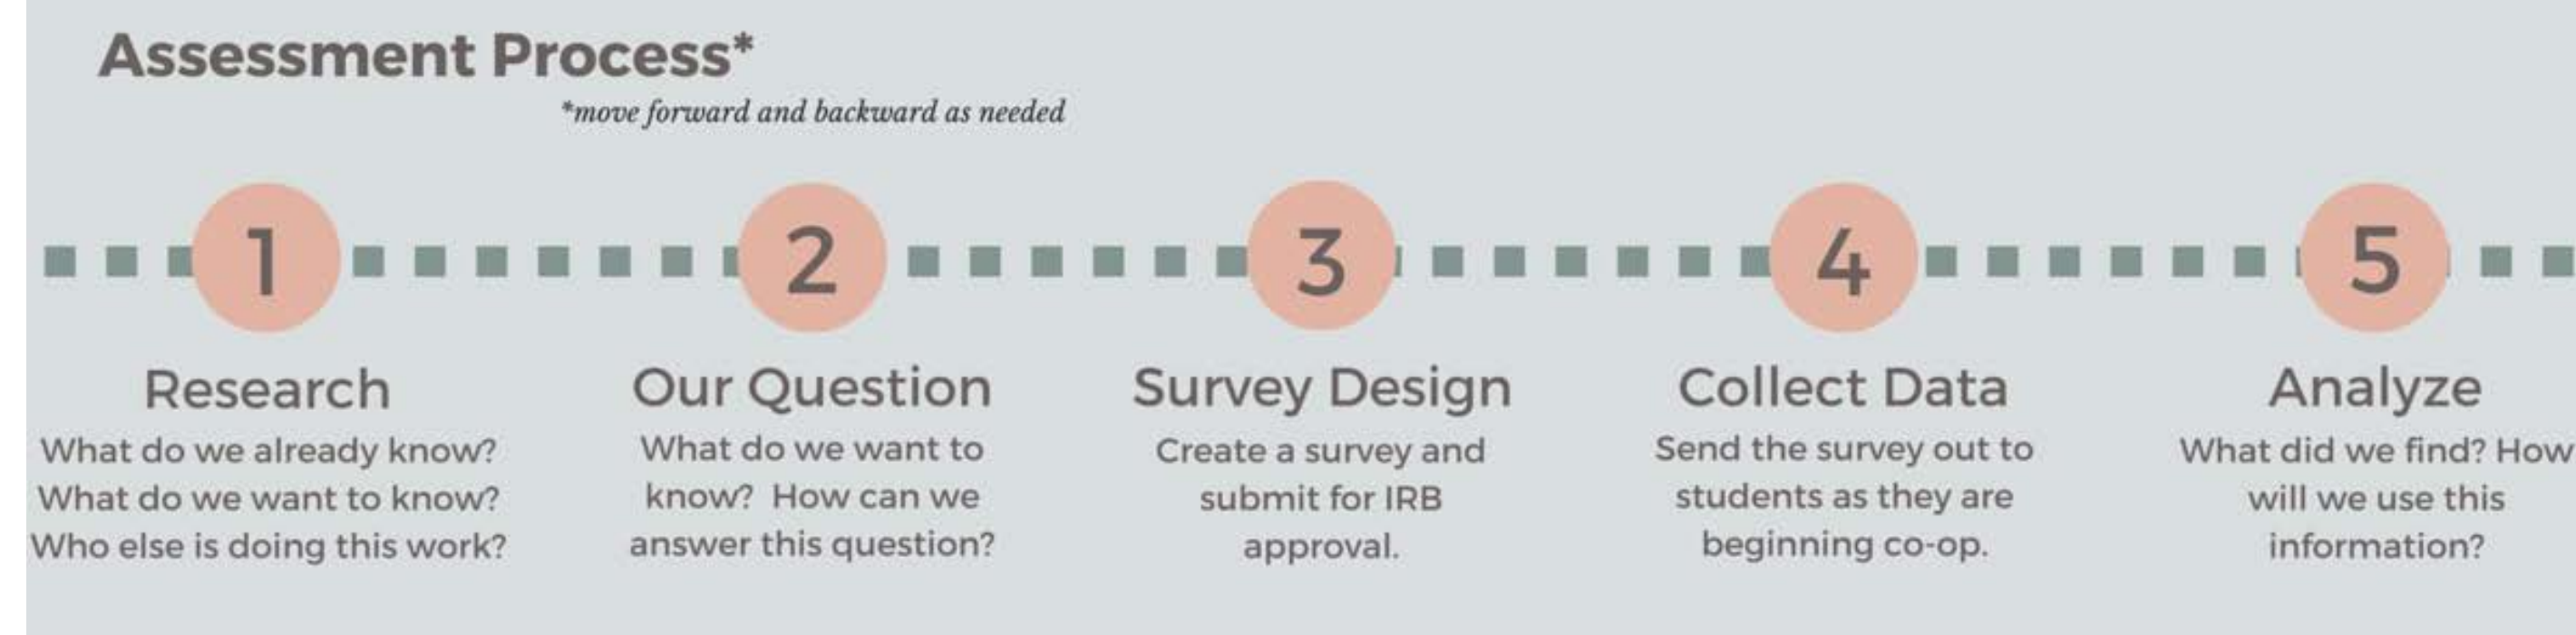 Assessment Process*
*move forward and backward as needed
1
Research
What do we already know?
What do we want to know?
Who else is doing this work?
2
Our Question
What do we want to
know? How can we
answer this question?
3
Survey Design
Create a survey and
submit for IRB
approval.
4
Collect Data
Send the survey out to
students as they are
beginning co-op.
5
Analyze
What did we find? How
will we use this
information?